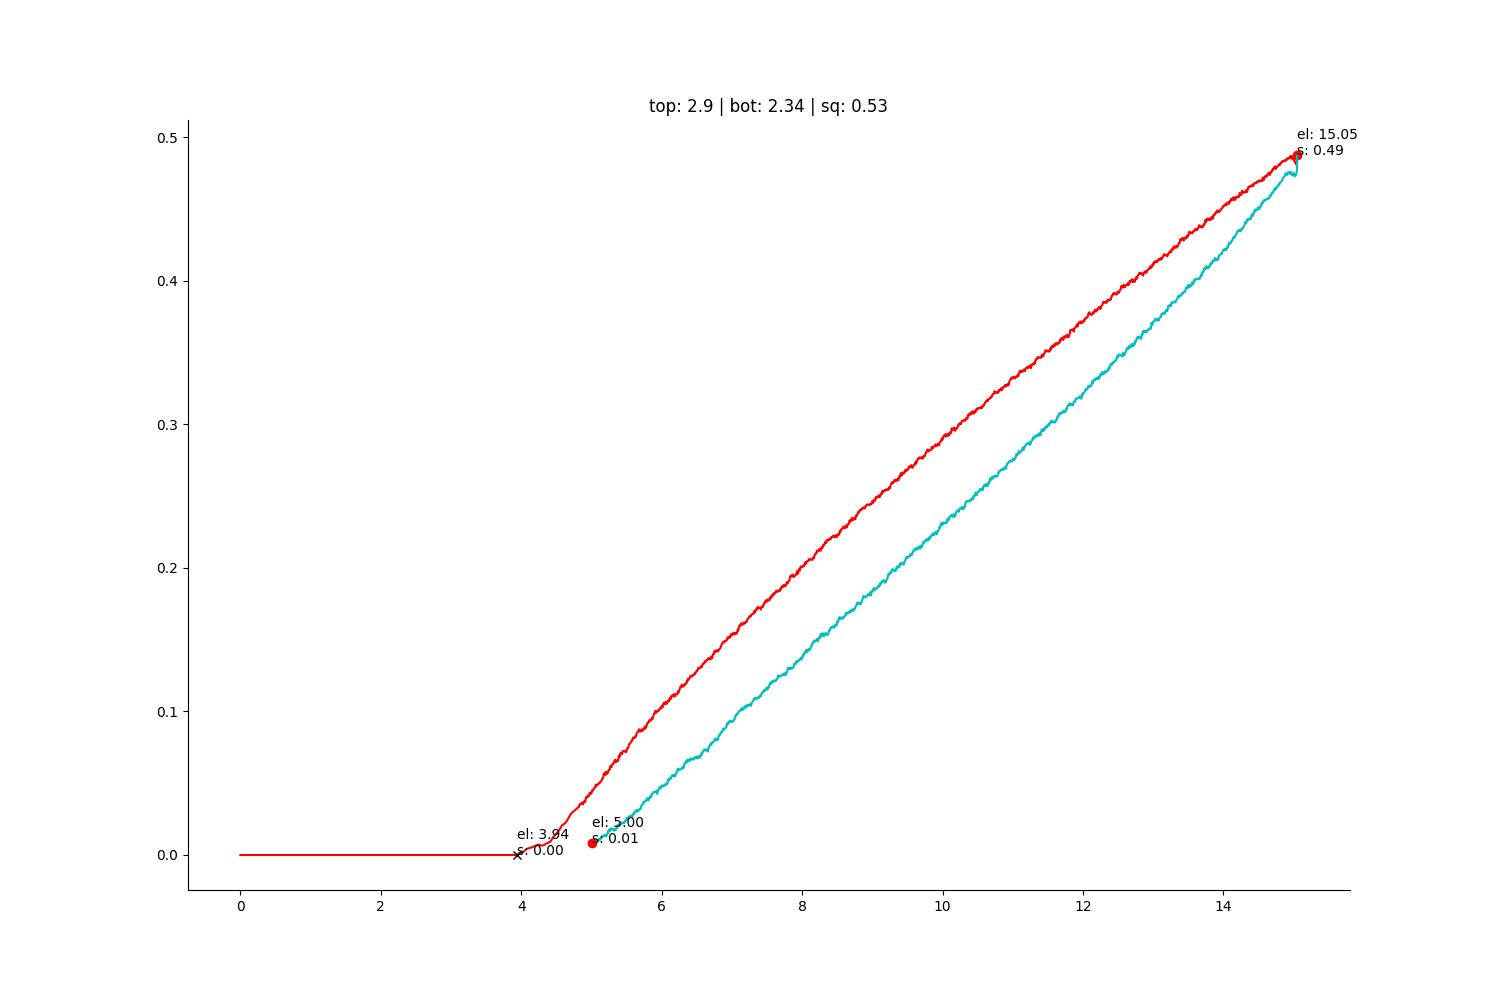 top: 2.9 | bot: 2.34 | sq: 0.53
0.5
el: 15.05
s: 0.49
0.4
0.3
0.2
0.1
el: 5.00
s: 0.01
el: 3.94
s: 0.00
0.0
0 2 4 6 8 10 12 14